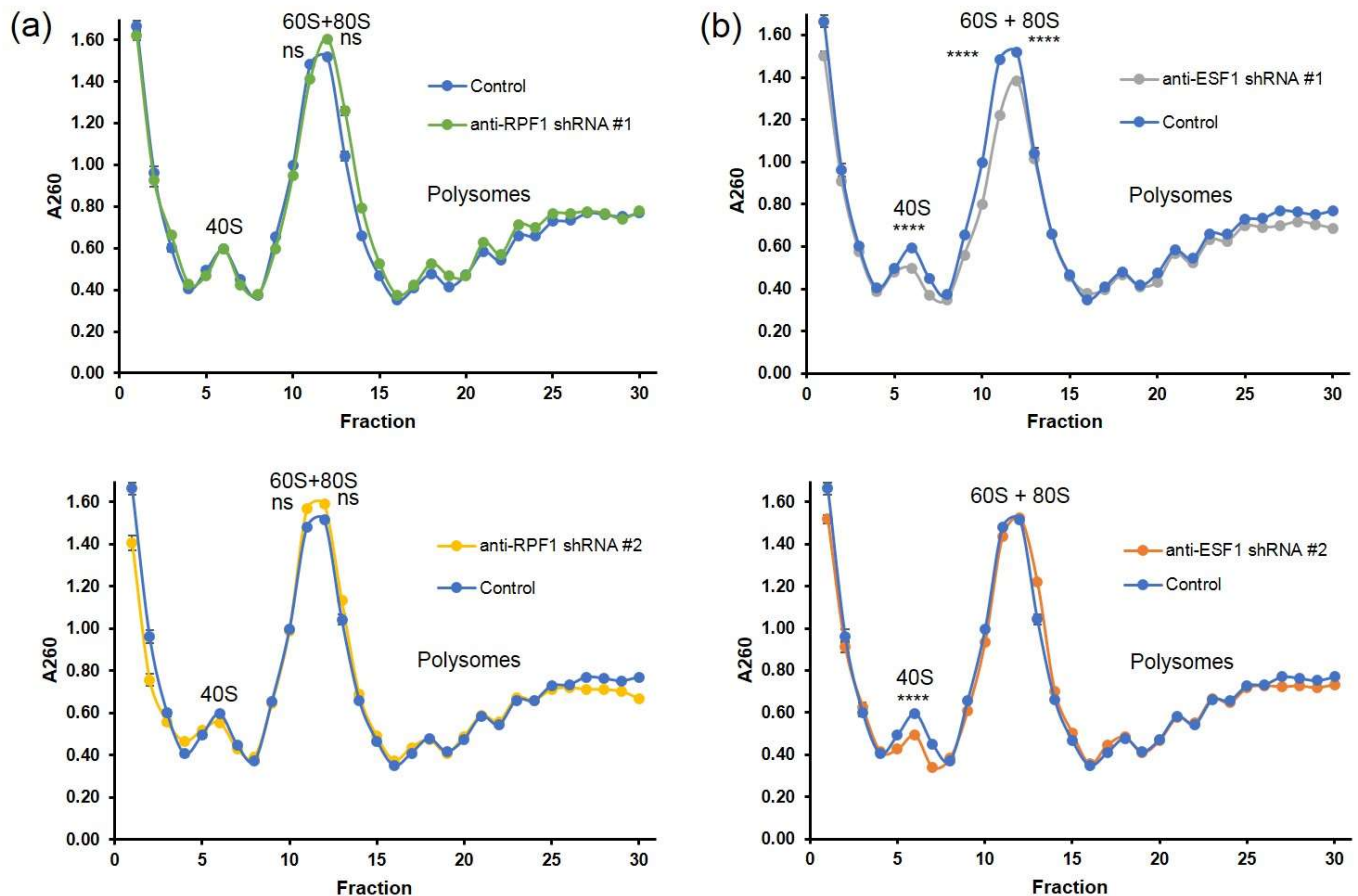 (a)
60S+80S
ns
ns
Control
anti-RPF1 shRNA #1
40S
Polysomes
A260
1.60
1.40
1.20
1.00
0.80
0.60
0.40
0.20
0.00
0
5
10
15
20
25
30
Fraction
(b)
60S + 80S
****
****
anti-ESF1 shRNA #1
Control
40S
****
Polysomes
A260
1.60
1.40
1.20
1.00
0.80
0.60
0.40
0.20
0.00
0
5
10
15
20
25
30
Fraction
60S+80S
ns
ns
anti-RPF1 shRNA #2
Control
40S
Polysomes
A260
1.60
1.40
1.20
1.00
0.80
0.60
0.40
0.20
0.00
0
5
10
15
20
25
30
Fraction
60S + 80S
anti-ESF1 shRNA #2
Control
40S
****
Polysomes
A260
1.60
1.40
1.20
1.00
0.80
0.60
0.40
0.20
0.00
0
5
10
15
20
25
30
Fraction